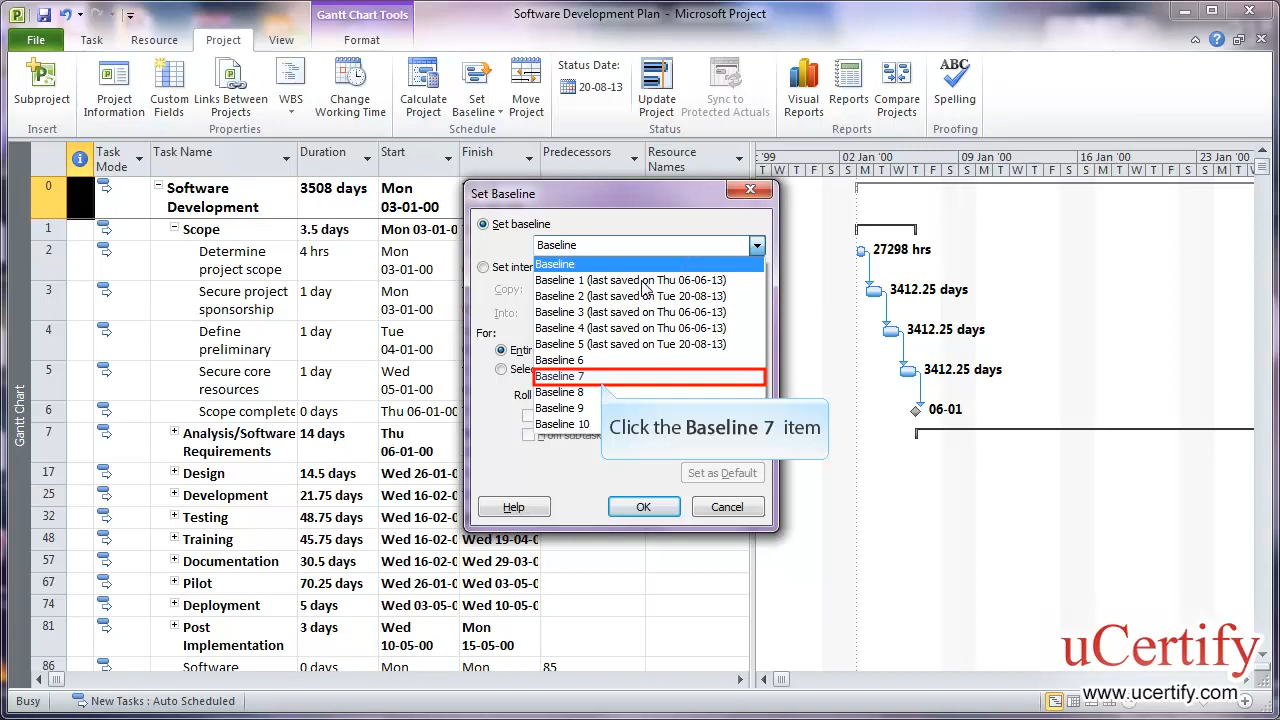 Software Development Plan - Microsoft Project
Gantt Chart Tools
File
Task
Resource
Project
View
Format
Subproject
Project
Information
Custom
Fields
Links Between
Projects
WBS
Change
Working Time
Calculate
Project
Set
Baseline
Move
Project
Status Date:
20-08-13
Update
Project
Sync to
Protected Actuals
Visual
Reports
Reports
Compare
Projects
ABC
Spelling
Insert
Properties
Schedule
Status
Reports
Proofing
Task
Mode
Task Name
Duration
Start
Finish
Predecessors
Resource
Names
'99
02 Jan '00
09 Jan '00
16 Jan '00
23 Jan '00
T W T F S S M T W T F S S M T W T F S S M T W T F S S M T W
0
Software
Development
3508 days
Mon
03-01-00
1
Scope
3.5 days
Mon 03-01-0
2
Determine
project scope
4 hrs
Mon
03-01-00
3
Secure project
sponsorship
1 day
Mon
03-01-00
4
Define
preliminary
1 day
Tue
04-01-00
5
Secure core
resources
1 day
Wed
05-01-00
6
Scope complete
0 days
Thu 06-01-0
7
Analysis/Software
Requirements
14 days
Thu
06-01-00
17
Design
14.5 days
Wed 26-01-0
25
Development
21.75 days
Wed 16-02-0
32
Testing
48.75 days
Wed 16-02-0
48
Training
45.75 days
Wed 16-02-0
Wed 19-04-0
57
Documentation
30.5 days
Wed 16-02-0
Wed 29-03-0
67
Pilot
70.25 days
Wed 26-01-0
Wed 03-05-0
74
Deployment
5 days
Wed 03-05-0
Wed 10-05-0
81
Post
Implementation
3 days
Wed
10-05-00
Mon
15-05-00
86
Software
0 days
Mon
Mon
85
Gantt Chart
27298 hrs
3412.25 days
3412.25 days
3412.25 days
06-01
Set Baseline
Set baseline
Baseline
Set inter
Copy:
Into:
For:
Entir
Selec
Roll
From subtask
Baseline
Baseline 1 (last saved on Thu 06-06-13)
Baseline 2 (last saved on Tue 20-08-13)
Baseline 3 (last saved on Thu 06-06-13)
Baseline 4 (last saved on Thu 06-06-13)
Baseline 5 (last saved on Tue 20-08-13)
Baseline 6
Baseline 7
Baseline 8
Baseline 9
Baseline 10
Click the Baseline 7 item
Set as Default
Help
OK
Cancel
uCertify
www.ucertify.com
Busy
New Tasks : Auto Scheduled